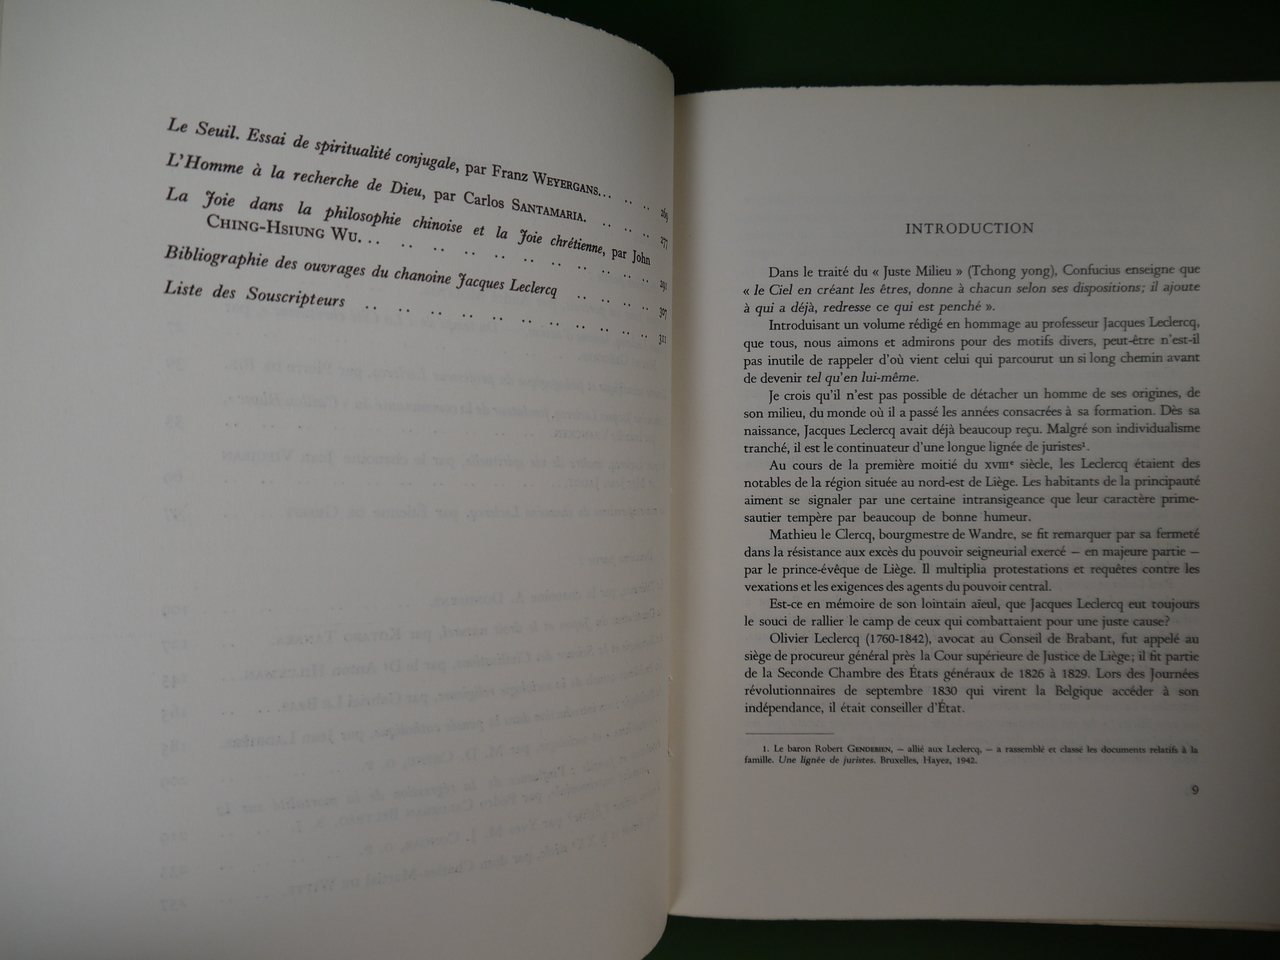 Le Seuil. Essai de spiritualité conjugale, par Franz WEYERGANS... .. .. 265
L'Homme à la recherche de Dieu, par Carlos SANTAMARIA. .. .. .. 277
La Joie dans la philosophie chinoise et la Joie chrétienne, par John
CHING-HSIUNG WU. .. .. .. .. .. .. .. .. .. .. .. 291
Bibliographie des ouvrages du chanoine Jacques Leclercq .. .. .. .. 307
Liste des Souscripteurs .. .. .. .. .. .. .. .. .. .. .. .. .. 311
INTRODUCTION
Dans le traité du « Juste Milieu » (Tchong yong), Confucius enseigne que
« le Ciel en créant les êtres, donne à chacun selon ses dispositions; il ajoute
à qui a déjà, redresse ce qui est penché ».
Introduisant un volume rédigé en hommage au professeur Jacques Leclercq,
que tous, nous aimons et admirons pour des motifs divers, peut-être n'est-il
pas inutile de rappeler d'où vient celui qui parcourut un si long chemin avant
de devenir tel qu'en lui-même.
Je crois qu'il n'est pas possible de détacher un homme de ses origines, de
son milieu, du monde où il a passé les années consacrées à sa formation. Dès sa
naissance, Jacques Leclercq avait déjà beaucoup reçu. Malgré son individualisme
tranché, il est le continuateur d'une longue lignée de juristes¹.
Au cours de la première moitié du XVIIIe siècle, les Leclercq étaient des
notables de la région située au nord-est de Liège. Les habitants de la principauté
aiment se signaler par une certaine intransigeance que leur caractère prime-
sautier tempère par beaucoup de bonne humeur.
Mathieu le Clercq, bourgmestre de Wandre, se fit remarquer par sa fermeté
dans la résistance aux excès du pouvoir seigneurial exercé — en majeure partie —
par le prince-évêque de Liège. Il multiplia protestations et requêtes contre les
vexations et les exigences des agents du pouvoir central.
Est-ce en mémoire de son lointain aïeul, que Jacques Leclercq eut toujours
le souci de rallier le camp de ceux qui combattaient pour une juste cause?
Olivier Leclercq (1760-1842), avocat au Conseil de Brabant, fut appelé au
siège de procureur général près la Cour supérieure de Justice de Liège; il fit partie
de la Seconde Chambre des États généraux de 1826 à 1829. Lors des Journées
révolutionnaires de septembre 1830 qui virent la Belgique accéder à son
indépendance, il était conseiller d'État.
1. Le baron Robert GENDEBIEN, — allié aux Leclercq, — a rassemblé et classé les documents relatifs à la
famille. Une lignée de juristes. Bruxelles, Hayez, 1942.
9